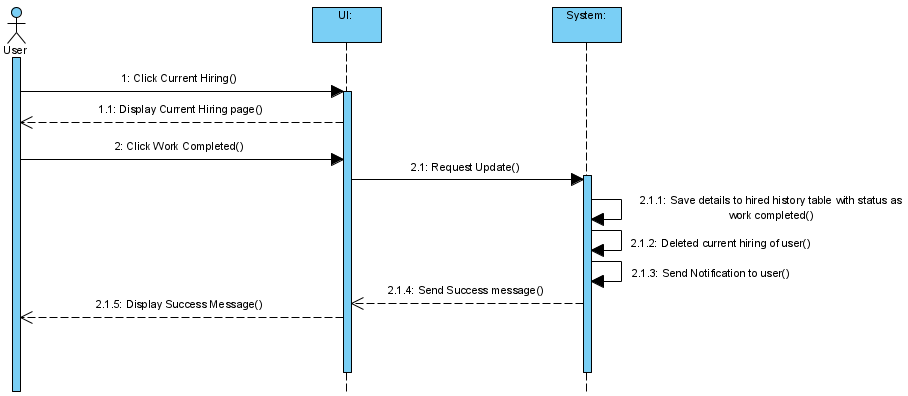 UI:
System:
User
1: Click Current Hiring()
1.1: Display Current Hiring page()
2: Click Work Completed()
2.1: Request Update()
2.1.1: Save details to hired history table with status as
work completed()
2.1.2: Deleted current hiring of user()
2.1.3: Send Notification to user()
2.1.4: Send Success message()
2.1.5: Display Success Message()